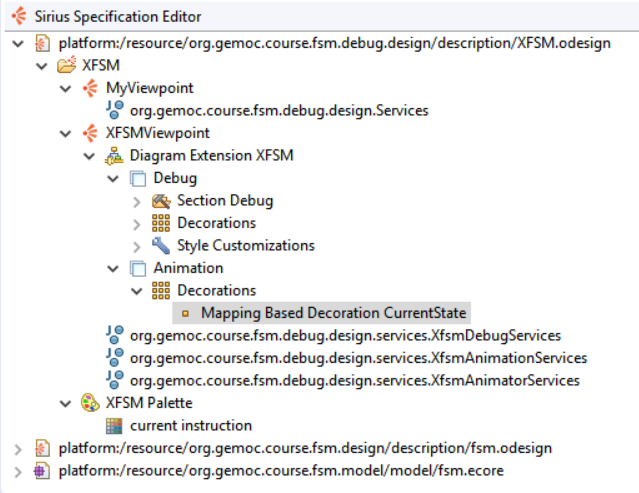 Sirius Specification Editor
platform:/resource/org.gemoc.course.fsm.debug.design/description/XFSM.odesign
XFSM
MyViewpoint
org.gemoc.course.fsm.debug.design.Services
XFSMViewpoint
Diagram Extension XFSM
Debug
Section Debug
Decorations
Style Customizations
Animation
Decorations
Mapping Based Decoration CurrentState
org.gemoc.course.fsm.debug.design.services.XfsmDebugServices
org.gemoc.course.fsm.debug.design.services.XfsmAnimationServices
org.gemoc.course.fsm.debug.design.services.XfsmAnimatorServices
XFSM Palette
current instruction
platform:/resource/org.gemoc.course.fsm.design/description/fsm.odesign
platform:/resource/org.gemoc.course.fsm.model/model/fsm.ecore